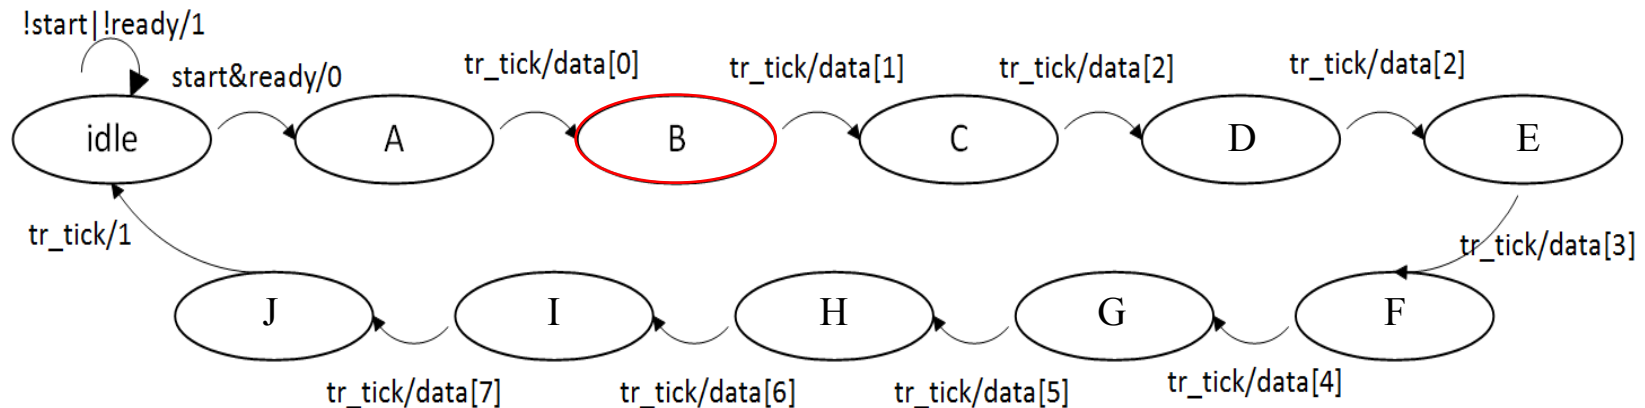 !start|!ready/1
start&ready/0
tr_tick/data[0]
tr_tick/data[1]
tr_tick/data[2]
tr_tick/data[2]
idle
A
B
C
D
E
tr_tick/1
tr_tick/data[3]
J
I
H
G
F
tr_tick/data[7]
tr_tick/data[6]
tr_tick/data[5]
tr_tick/data[4]